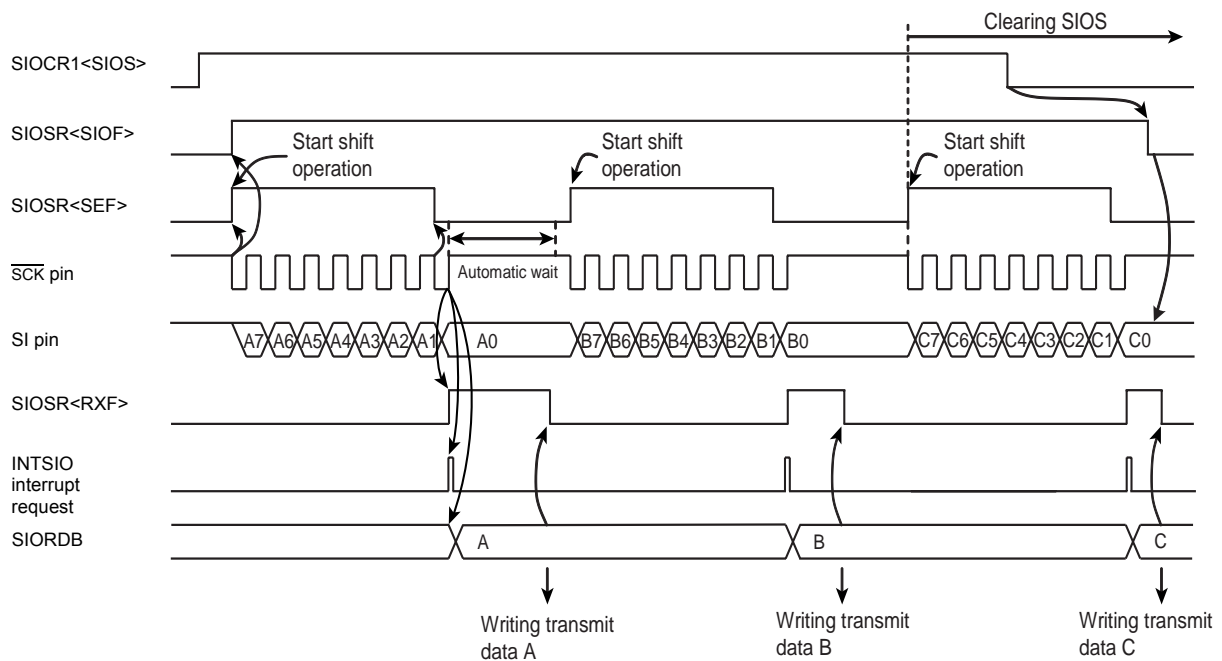 Clearing SIOS
SIOCR1<SIOS>
SIOSR<SIOF>
Start shift
operation
Start shift
operation
Start shift
operation
SIOSR<SEF>
SCK pin
Automatic wait
SI pin
A7 A6 A5 A4 A3 A2 A1 A0 B7 B6 B5 B4 B3 B2 B1 B0 C7 C6 C5 C4 C3 C2 C1 C0
SIOSR<RXF>
INTSIO
interrupt
request
SIORDB
A B C
Writing transmit
data A
Writing transmit
data B
Writing transmit
data C